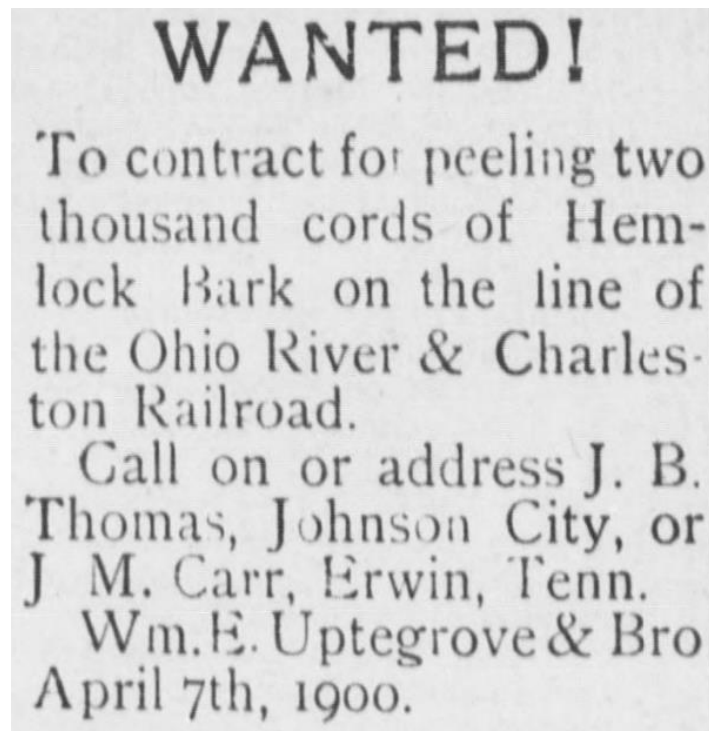 WANTED!
To contract for peeling two
thousand cords of Hem-
lock Bark on the line of
the Ohio River & Charles-
ton Railroad.
Call on or address J. B.
Thomas, Johnson City, or
J M. Carr, Erwin, Tenn.
Wm. E. Uptegrove & Bro
April 7th, 1900.